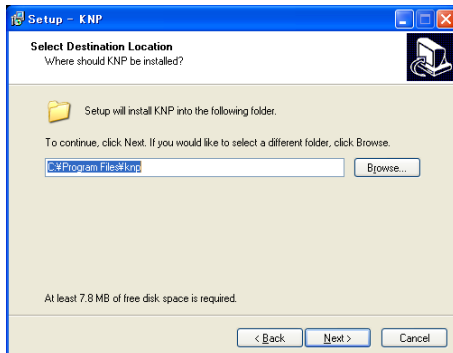 Setup - KNP
Select Destination Location
Where should KNP be installed?
Setup will install KNP into the following folder.
To continue, click Next. If you would like to select a different folder, click Browse.
C:¥Program Files¥knp
Browse...
At least 7.8 MB of free disk space is required.
< Back
Next >
Cancel